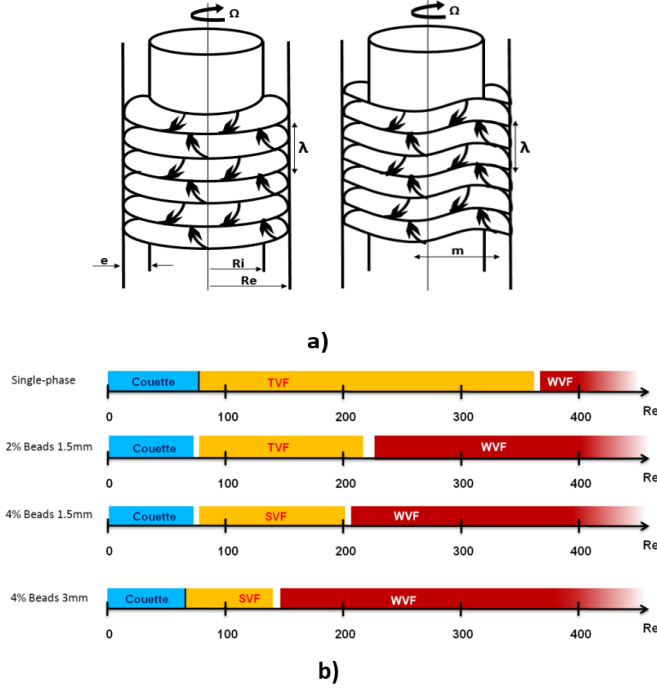 Ω
Ω
λ
λ
e
Ri
Re
m
a)
Single-phase
Couette
TVF
WVF
0 100 200 300 400 Re
2% Beads 1.5mm
Couette
TVF
WVF
0 100 200 300 400 Re
4% Beads 1.5mm
Couette
SVF
WVF
0 100 200 300 400 Re
4% Beads 3mm
Couette
SVF
WVF
0 100 200 300 400 Re
b)